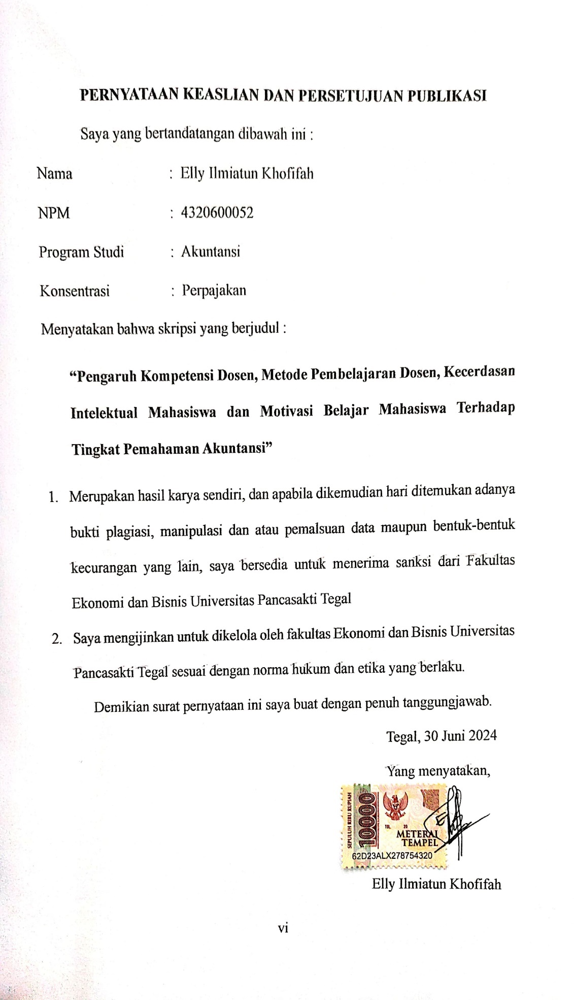 PERNYATAAN KEASLIAN DAN PERSETUJUAN PUBLIKASI
Saya yang bertandatangan dibawah ini :
Nama : Elly Ilmiatun Khofifah
NPM : 4320600052
Program Studi : Akuntansi
Konsentrasi : Perpajakan
Menyatakan bahwa skripsi yang berjudul :
“Pengaruh Kompetensi Dosen, Metode Pembelajaran Dosen, Kecerdasan
Intelektual Mahasiswa dan Motivasi Belajar Mahasiswa Terhadap
Tingkat Pemahaman Akuntansi”
1. Merupakan hasil karya sendiri, dan apabila dikemudian hari ditemukan adanya
bukti plagiasi, manipulasi dan atau pemalsuan data maupun bentuk-bentuk
kecurangan yang lain, saya bersedia untuk menerima sanksi dari Fakultas
Ekonomi dan Bisnis Universitas Pancasakti Tegal
2. Saya mengijinkan untuk dikelola oleh fakultas Ekonomi dan Bisnis Universitas
Pancasakti Tegal sesuai dengan norma hukum dan etika yang berlaku.
Demikian surat pernyataan ini saya buat dengan penuh tanggungjawab.
Tegal, 30 Juni 2024
Yang menyatakan,
SEPULUH RIBU RUPIAH
10000
TGL. 20
METERAI
TEMPEL
62D23ALX278754320
Elly Ilmiatun Khofifah
vi